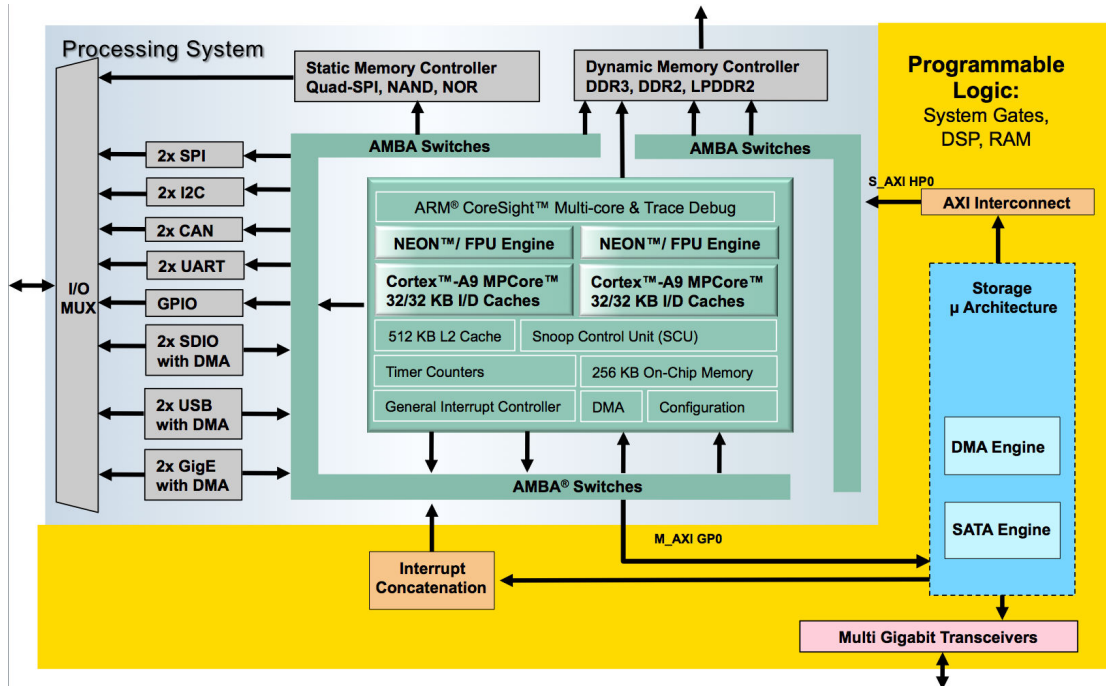 Processing System
Static Memory Controller
Quad-SPI, NAND, NOR
Dynamic Memory Controller
DDR3, DDR2, LPDDR2
Programmable
Logic:
System Gates,
DSP, RAM
AMBA Switches
AMBA Switches
2x SPI
2x I2C
2x CAN
2x UART
GPIO
2x SDIO
with DMA
2x USB
with DMA
2x GigE
with DMA
I/O
MUX
ARM® CoreSight™ Multi-core & Trace Debug
NEON™/ FPU Engine
NEON™/ FPU Engine
Cortex™-A9 MPCore™
32/32 KB I/D Caches
Cortex™-A9 MPCore™
32/32 KB I/D Caches
512 KB L2 Cache
Snoop Control Unit (SCU)
Timer Counters
256 KB On-Chip Memory
General Interrupt Controller
DMA
Configuration
AMBA® Switches
S_AXI HP0
AXI Interconnect
Storage
µ Architecture
DMA Engine
SATA Engine
M_AXI GP0
Interrupt
Concatenation
Multi Gigabit Transceivers